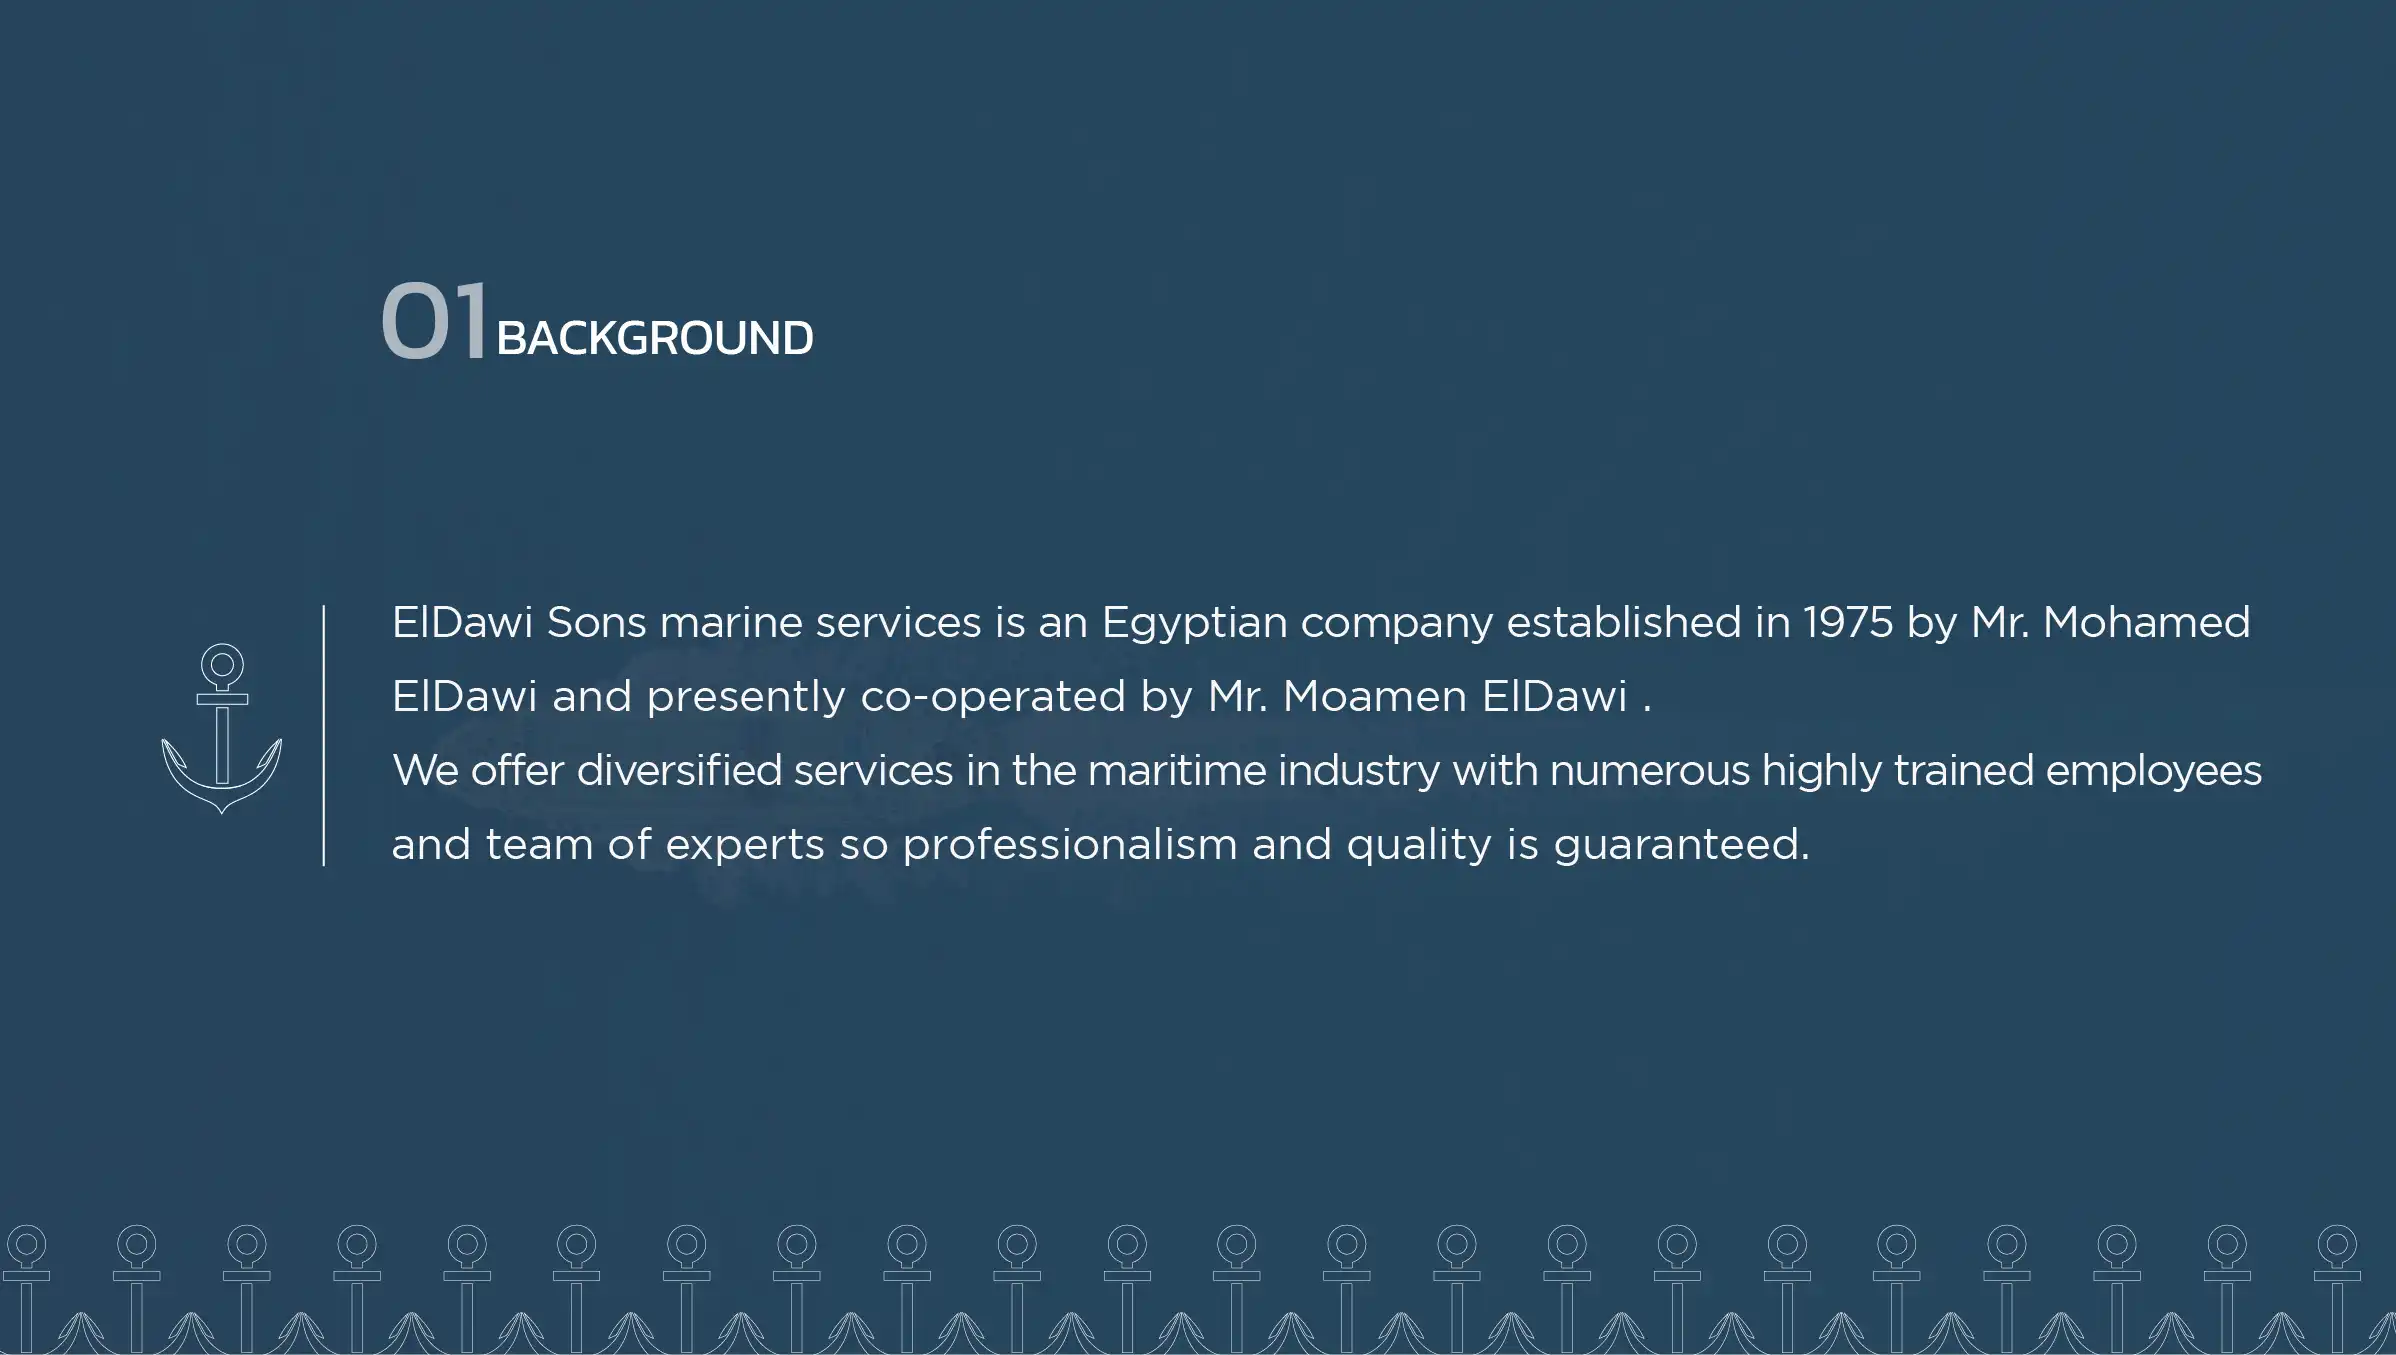 01 BACKGROUND
ElDawi Sons marine services is an Egyptian company established in 1975 by Mr. Mohamed
ElDawi and presently co-operated by Mr. Moamen ElDawi .
We offer diversified services in the maritime industry with numerous highly trained employees
and team of experts so professionalism and quality is guaranteed.